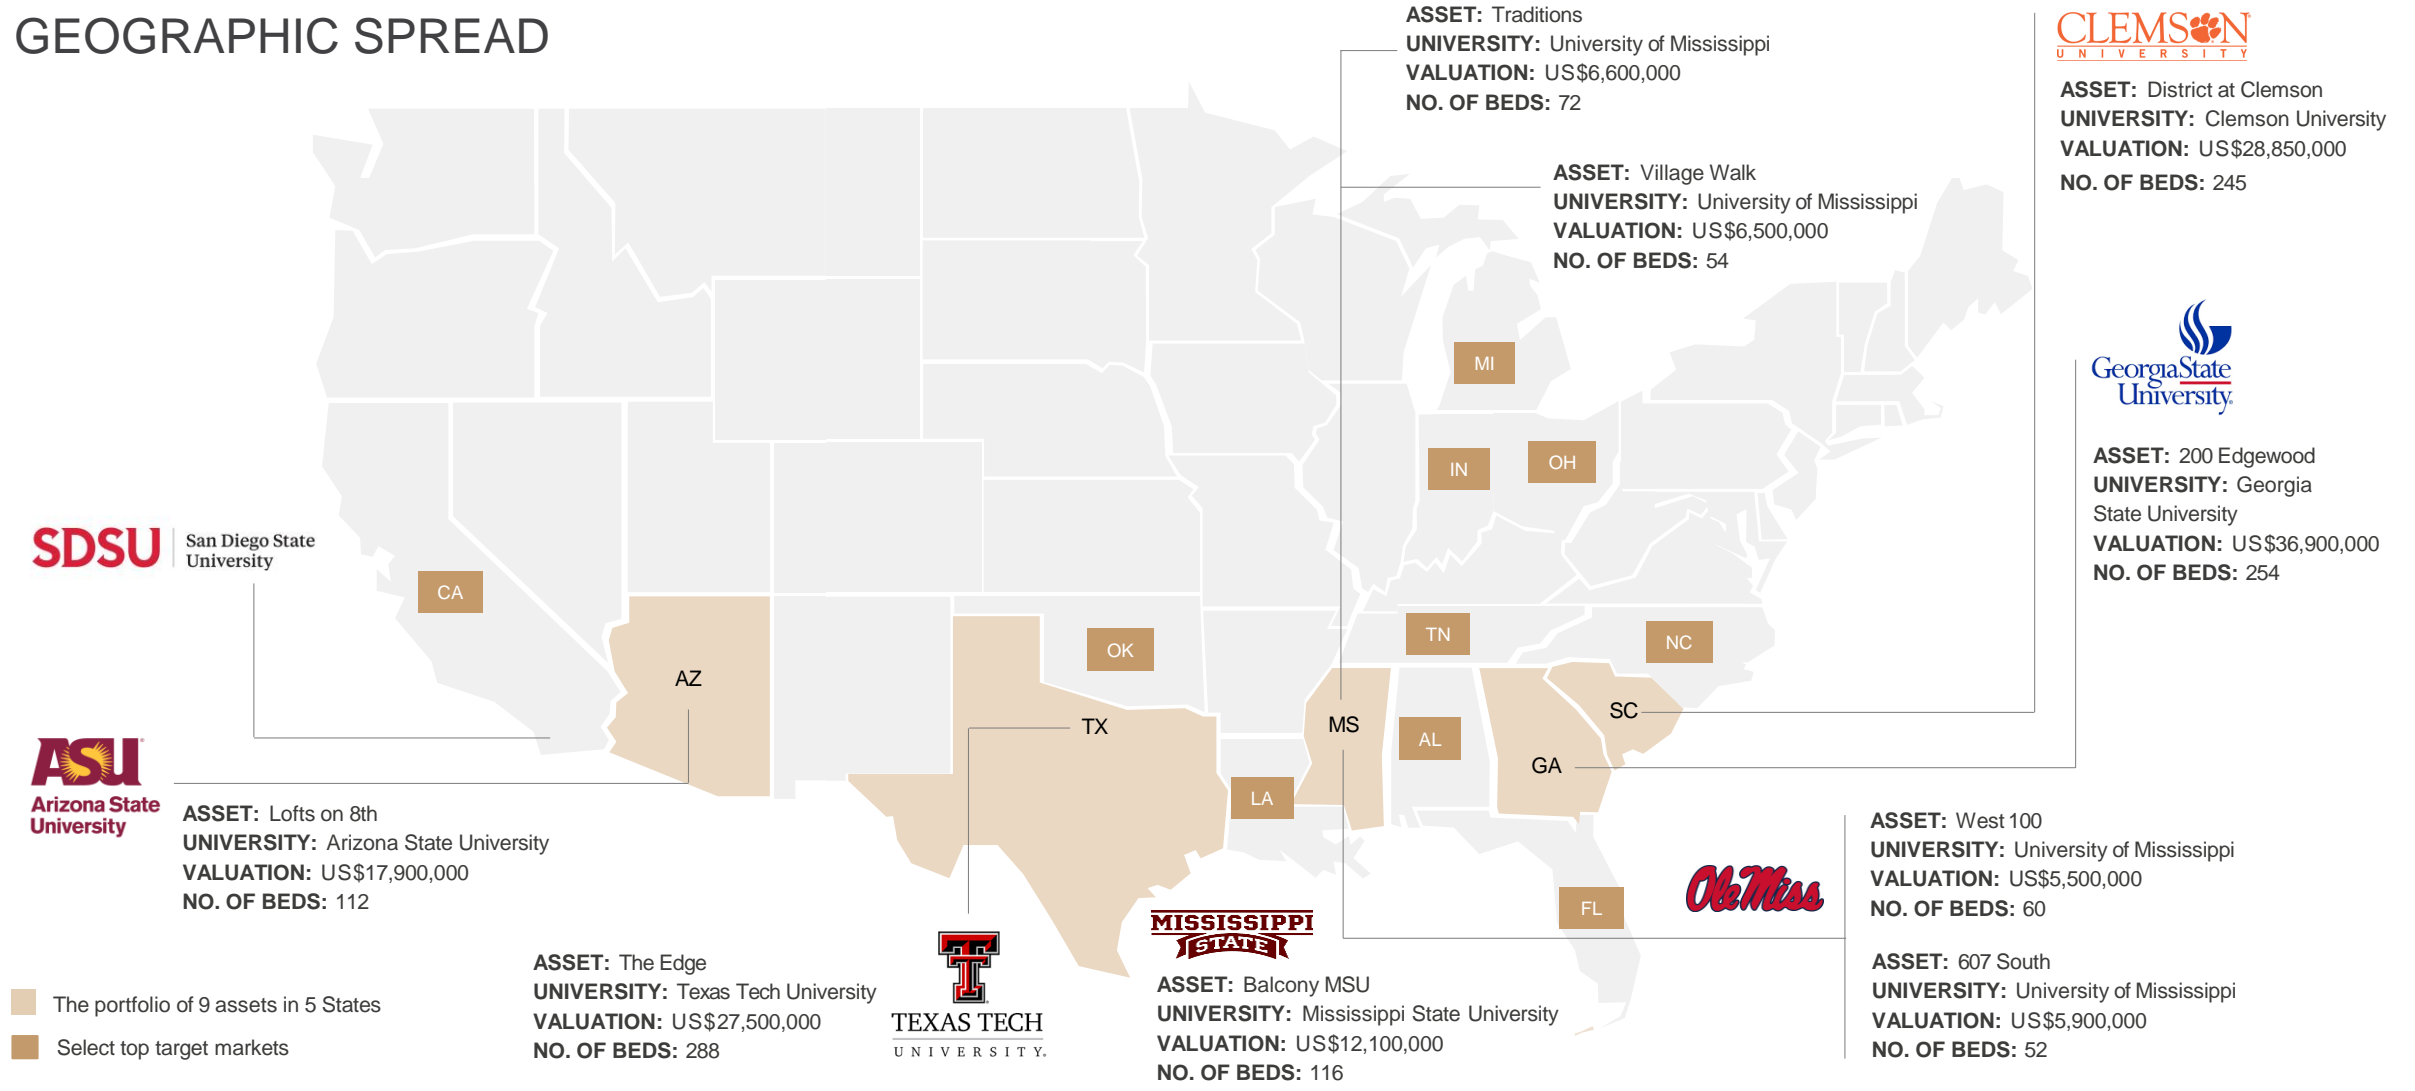 GEOGRAPHIC SPREAD
ASSET: Traditions
UNIVERSITY: University of Mississippi
VALUATION: US$6,600,000
NO. OF BEDS: 72
ASSET: Village Walk
UNIVERSITY: University of Mississippi
VALUATION: US$6,500,000
NO. OF BEDS: 54
CLEMSON
UNIVERSITY
ASSET: District at Clemson
UNIVERSITY: Clemson University
VALUATION: US$28,850,000
NO. OF BEDS: 245
GeorgiaState
University
ASSET: 200 Edgewood
UNIVERSITY: Georgia
State University
VALUATION: US$36,900,000
NO. OF BEDS: 254
MI
IN
OH
SDSU
San Diego State
University
CA
OK
TN
NC
AZ
TX
MS
AL
SC
GA
LA
FL
ASU
Arizona State
University
ASSET: Lofts on 8th
UNIVERSITY: Arizona State University
VALUATION: US$17,900,000
NO. OF BEDS: 112
The portfolio of 9 assets in 5 States
Select top target markets
ASSET: The Edge
UNIVERSITY: Texas Tech University
VALUATION: US$27,500,000
NO. OF BEDS: 288
TEXAS TECH
UNIVERSITY.
MISSISSIPPI
STATE
ASSET: Balcony MSU
UNIVERSITY: Mississippi State University
VALUATION: US$12,100,000
NO. OF BEDS: 116
Ole Miss
ASSET: West 100
UNIVERSITY: University of Mississippi
VALUATION: US$5,500,000
NO. OF BEDS: 60
ASSET: 607 South
UNIVERSITY: University of Mississippi
VALUATION: US$5,900,000
NO. OF BEDS: 52